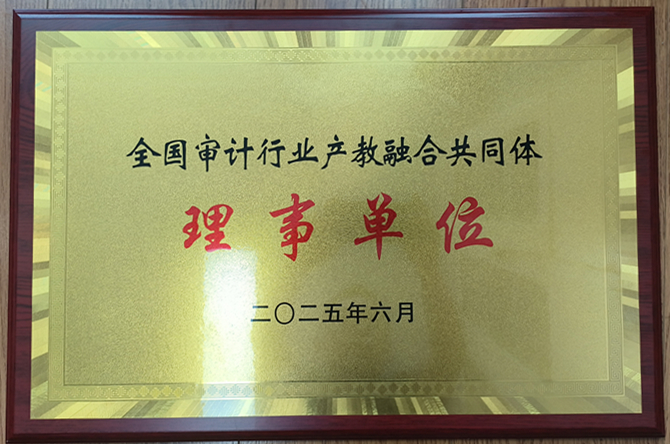 全国审计行业产教融合共同体
理事单位
二〇二五年六月